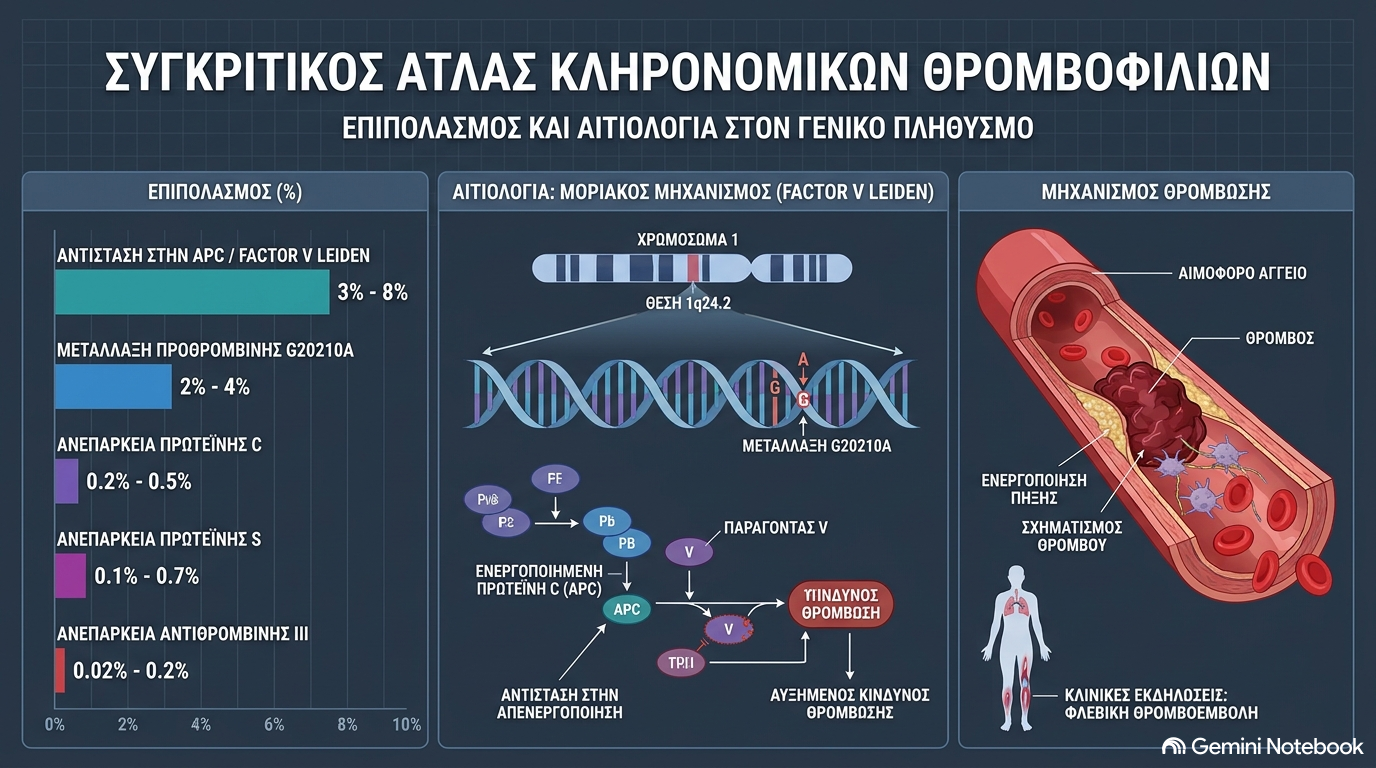 ΣΥΓΚΡΙΤΙΚΟΣ ΑΤΛΑΣ ΚΛΗΡΟΝΟΜΙΚΩΝ ΘΡΟΜΒΟΦΙΛΙΩΝ
ΕΠΙΠΟΛΑΣΜΟΣ ΚΑΙ ΑΙΤΙΟΛΟΓΙΑ ΣΤΟΝ ΓΕΝΙΚΟ ΠΛΗΘΥΣΜΟ
ΕΠΙΠΟΛΑΣΜΟΣ (%)
ΑΝΤΙΣΤΑΣΗ ΣΤΗΝ APC / FACTOR V LEIDEN
3% - 8%
ΜΕΤΑΛΛΑΞΗ ΠΡΟΘΡΟΜΒΙΝΗΣ G20210A
2% - 4%
ΑΝΕΠΑΡΚΕΙΑ ΠΡΩΤΕΪΝΗΣ C
0.2% - 0.5%
ΑΝΕΠΑΡΚΕΙΑ ΠΡΩΤΕΪΝΗΣ S
0.1% - 0.7%
ΑΝΕΠΑΡΚΕΙΑ ΑΝΤΙΘΡΟΜΒΙΝΗΣ III
0.02% - 0.2%
0% 2% 4% 6% 8% 10%
ΑΙΤΙΟΛΟΓΙΑ: ΜΟΡΙΑΚΟΣ ΜΗΧΑΝΙΣΜΟΣ (FACTOR V LEIDEN)
ΧΡΩΜΟΣΩΜΑ 1
ΘΕΣΗ 1q24.2
A
G
G
ΜΕΤΑΛΛΑΞΗ G20210A
Pb
PB
ΠΑΡΑΓΟΝΤΑΣ V
V
ΕΝΕΡΓΟΠΟΙΗΜΕΝΗ
ΠΡΩΤΕΪΝΗ C (APC)
APC
V
ΘΡΟΜΒΩΣΗ
ΑΝΤΙΣΤΑΣΗ ΣΤΗΝ
ΑΠΕΝΕΡΓΟΠΟΙΗΣΗ
ΑΥΞΗΜΕΝΟΣ ΚΙΝΔΥΝΟΣ
ΘΡΟΜΒΩΣΗΣ
ΜΗΧΑΝΙΣΜΟΣ ΘΡΟΜΒΩΣΗΣ
ΑΙΜΟΦΟΡΟ ΑΓΓΕΙΟ
ΘΡΟΜΒΟΣ
ΕΝΕΡΓΟΠΟΙΗΣΗ
ΠΗΞΗΣ
ΣΧΗΜΑΤΙΣΜΟΣ
ΘΡΟΜΒΟΥ
ΚΛΙΝΙΚΕΣ ΕΚΔΗΛΩΣΕΙΣ:
ΦΛΕΒΙΚΗ ΘΡΟΜΒΟΕΜΒΟΛΗ
Gemini Notebook